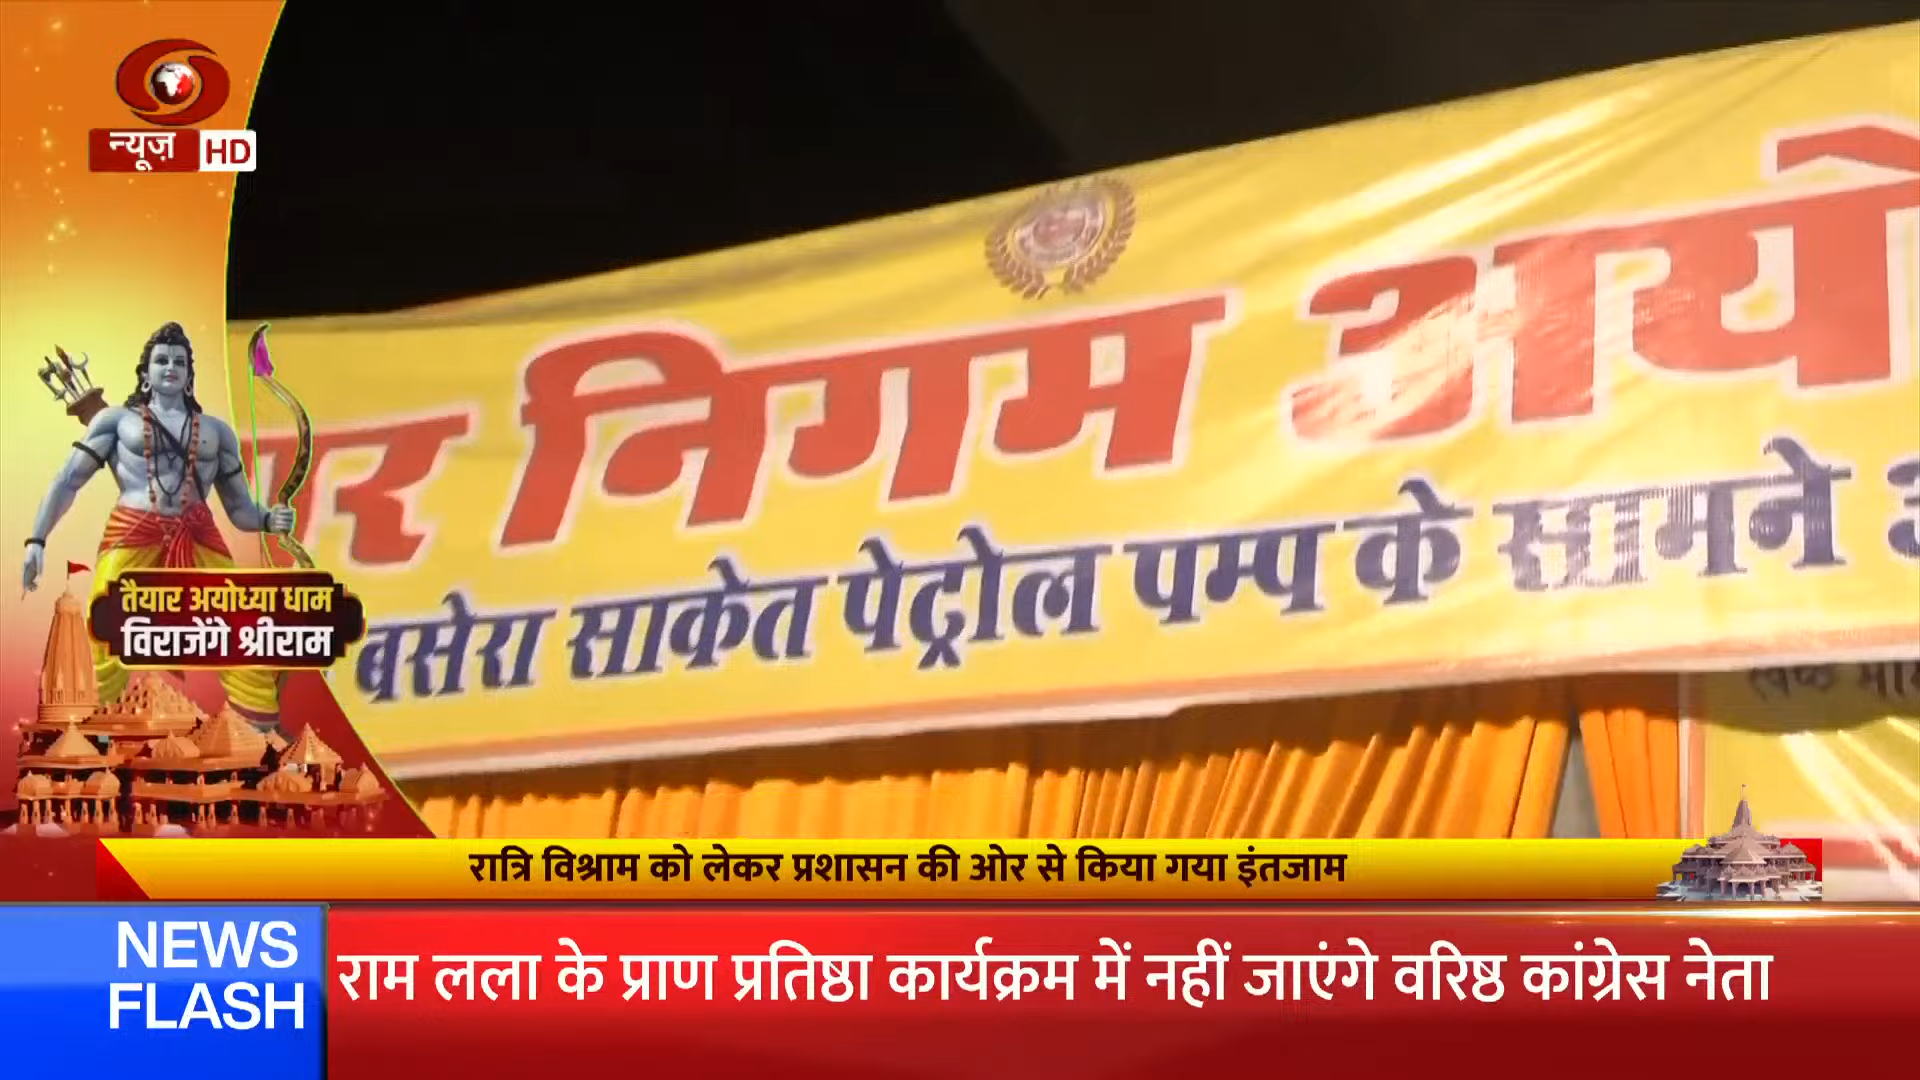 न्यूज़ HD
निगम
बसेरा साकेत पेट्रोल पम्प के सामने
तैयार अयोध्या धाम
विराजेंगे श्रीराम
रात्रि विश्राम को लेकर प्रशासन की ओर से किया गया इंतजाम
NEWS
FLASH
राम लला के प्राण प्रतिष्ठा कार्यक्रम में नहीं जाएंगे वरिष्ठ कांग्रेस नेता